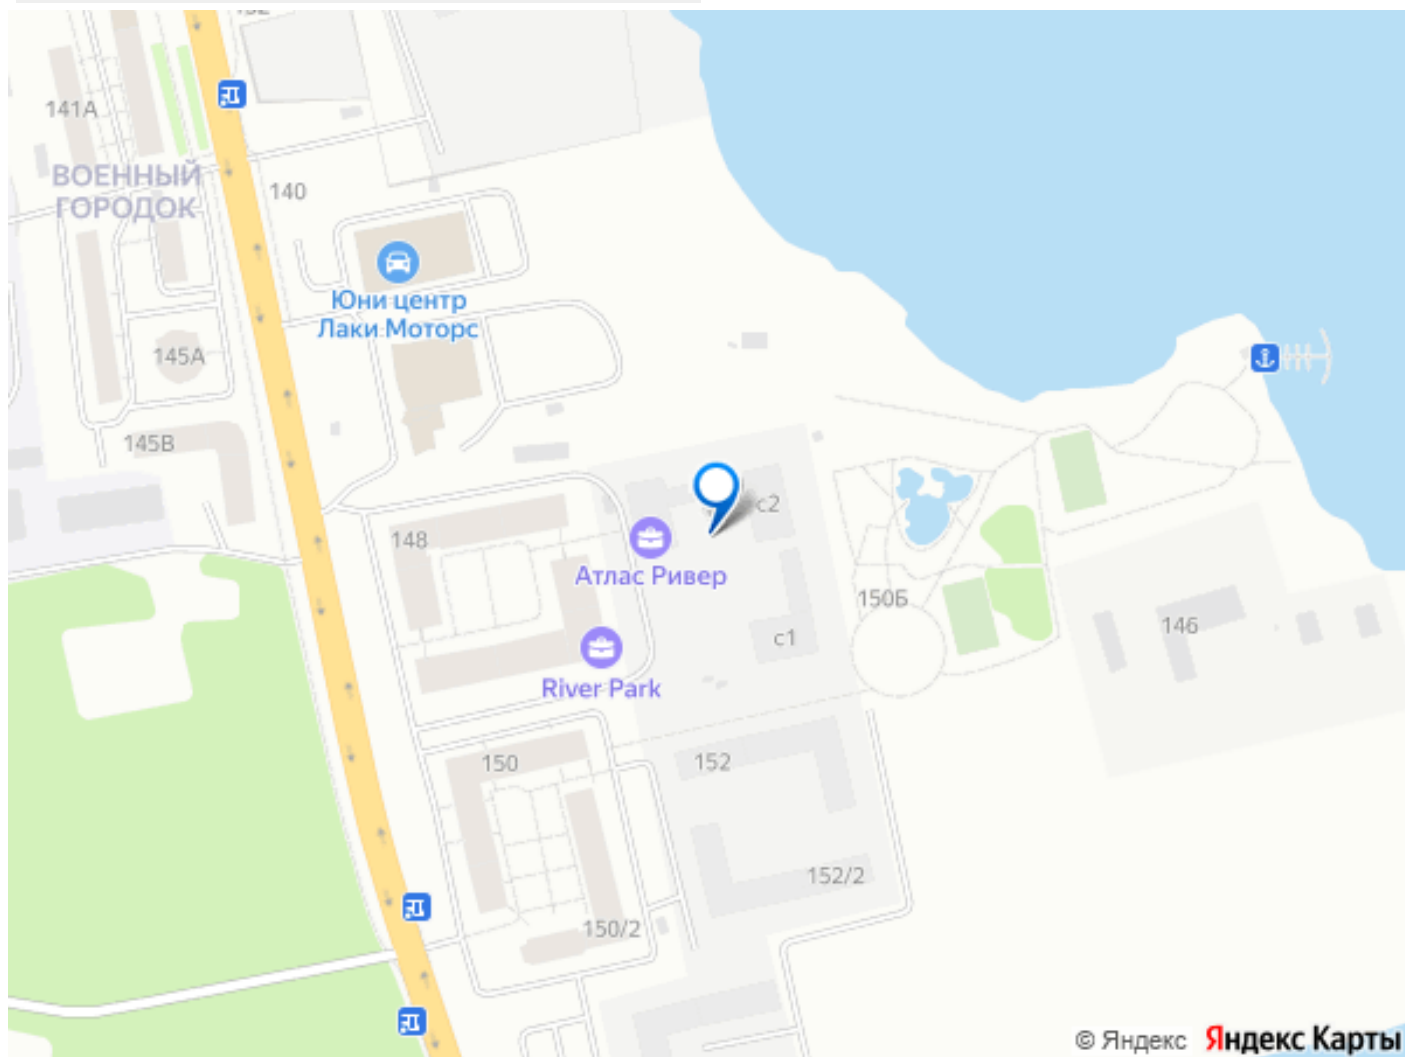 141А
ВОЕННЫЙ
ГОРОДОК
140
Юни центр
Лаки Моторс
145А
145В
148
с2
Атлас Ривер
150Б
с1
146
River Park
150
152
152/2
150/2
© Яндекс Яндекс Карты